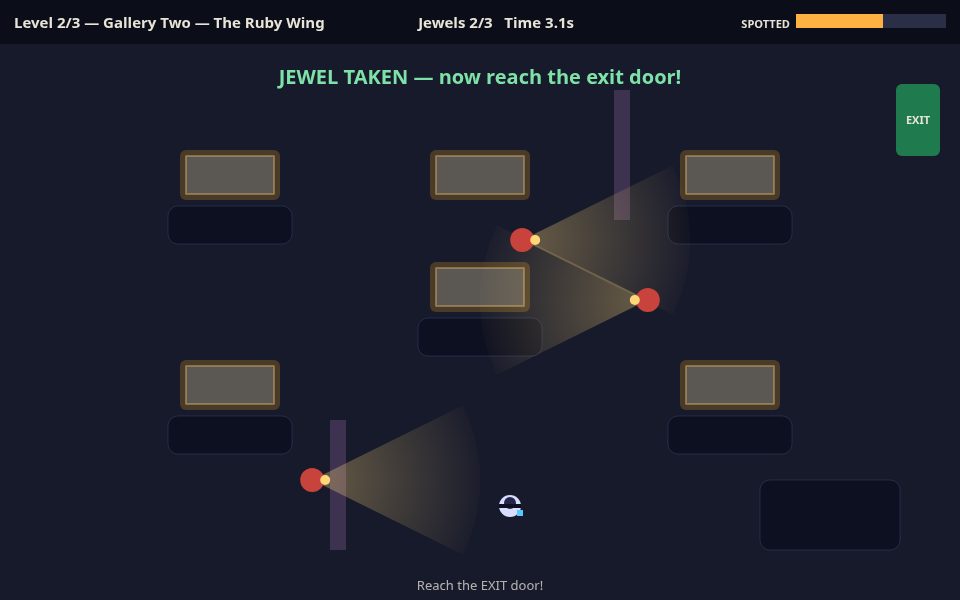 Level 2/3 — Gallery Two — The Ruby Wing
Jewels 2/3 Time 3.1s
SPOTTED
JEWEL TAKEN — now reach the exit door!
EXIT
Reach the EXIT door!